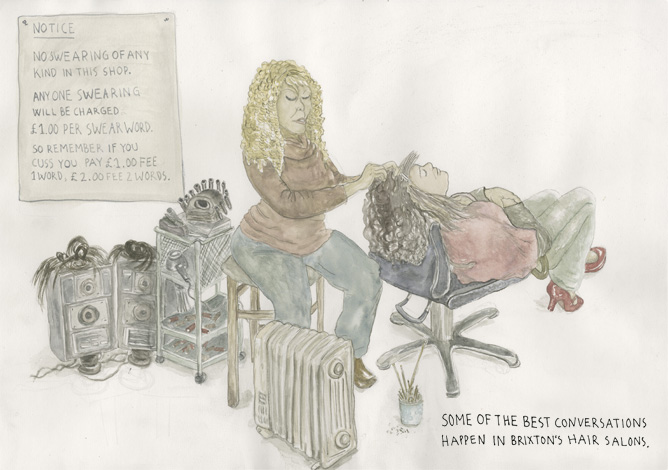 NOTICE
NO SWEARING OF ANY
KIND IN THIS SHOP.
ANYONE SWEARING
WILL BE CHARGED
£1.00 PER SWEAR WORD.
SO REMEMBER IF YOU
CUSS YOU PAY £1.00 FEE
1 WORD, £2.00 FEE 2 WORDS.
SOME OF THE BEST CONVERSATIONS
HAPPEN IN BRIXTON'S HAIR SALONS.